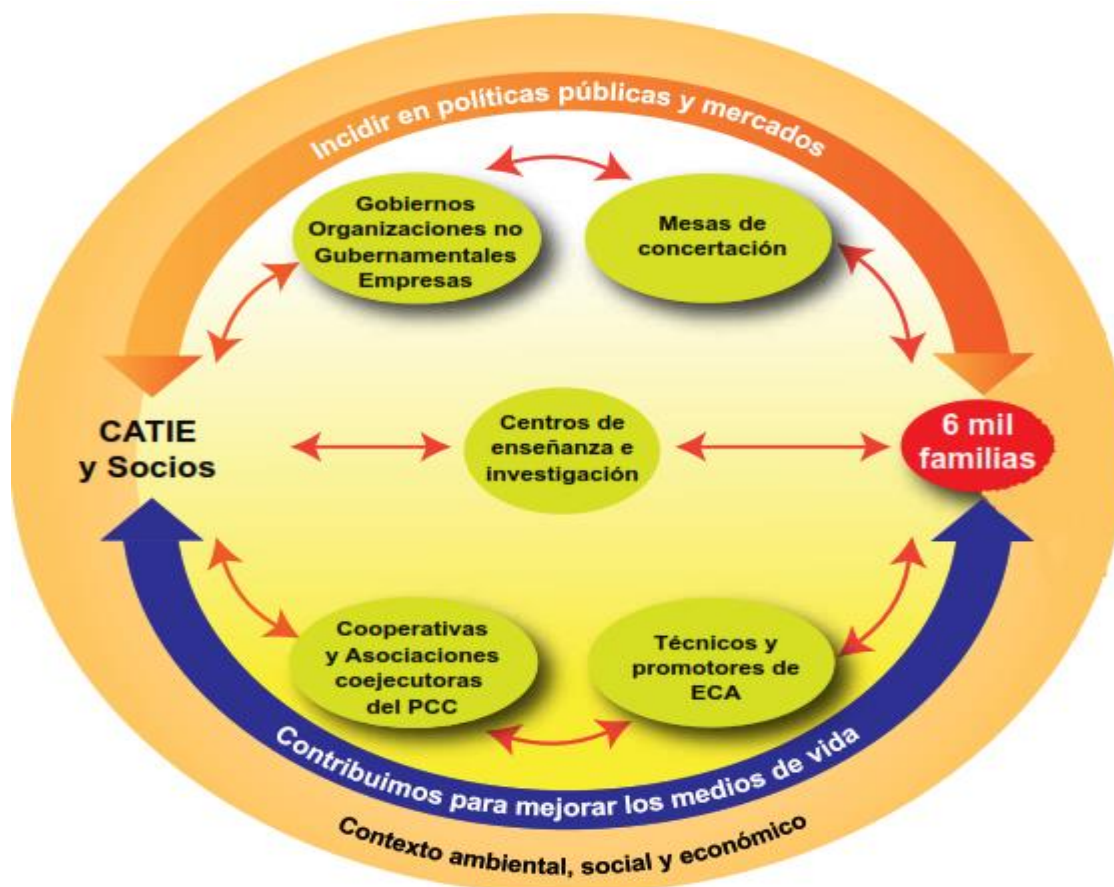 Incidir en políticas públicas y mercados
Gobiernos
Organizaciones no
Gubernamentales
Empresas
Mesas de
concertación
CATIE
y Socios
Centros de
enseñanza e
investigación
6 mil
familias
Cooperativas
y Asociaciones
coejecutoras
del PCC
Técnicos y
promotores de
ECA
Contribuimos para mejorar los medios de vida
Contexto ambiental, social y económico